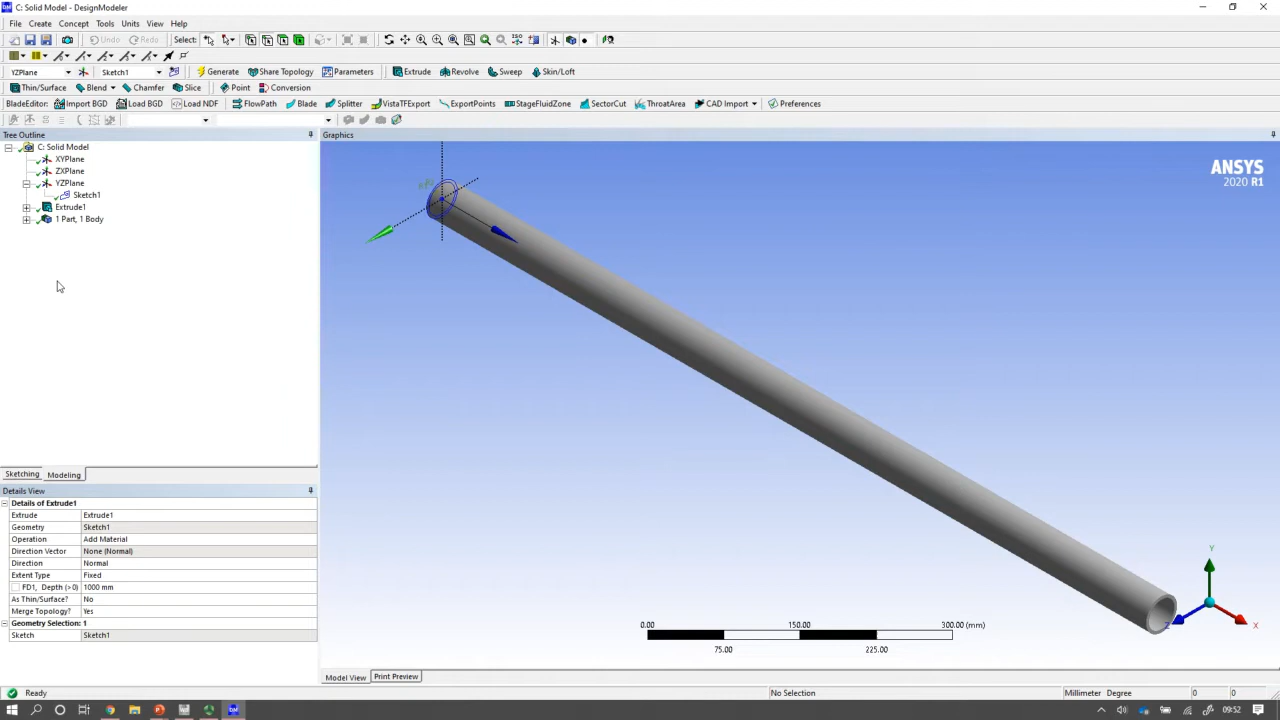 C: Solid Model - DesignModeler
File Create Concept Tools Units View Help
Undo Redo Select:
YZPlane Sketch1 Generate Share Topology Parameters Extrude Revolve Sweep Skin/Loft
Thin/Surface Blend Chamfer Slice Point Conversion
BladeEditor: Import BGD Load BGD Load NDF FlowPath Blade Splitter VistaTFExport ExportPoints StageFluidZone SectorCut ThroatArea CAD Import Preferences
Tree Outline
C: Solid Model
XYPlane
ZXPlane
YZPlane
Sketch1
Extrude1
1 Part, 1 Body
Sketching Modeling
Details View
Details of Extrude1
Extrude Extrude1
Geometry Sketch1
Operation Add Material
Direction Vector None (Normal)
Direction Normal
Extent Type Fixed
FD1, Depth (>0) 1000 mm
As Thin/Surface? No
Merge Topology? Yes
Geometry Selection: 1
Sketch Sketch1
Graphics
ANSYS
2020 R1
Y
X
0.00 150.00 300.00 (mm)
75.00 225.00
Model View Print Preview
Ready No Selection Millimeter Degree 0 0
09:52